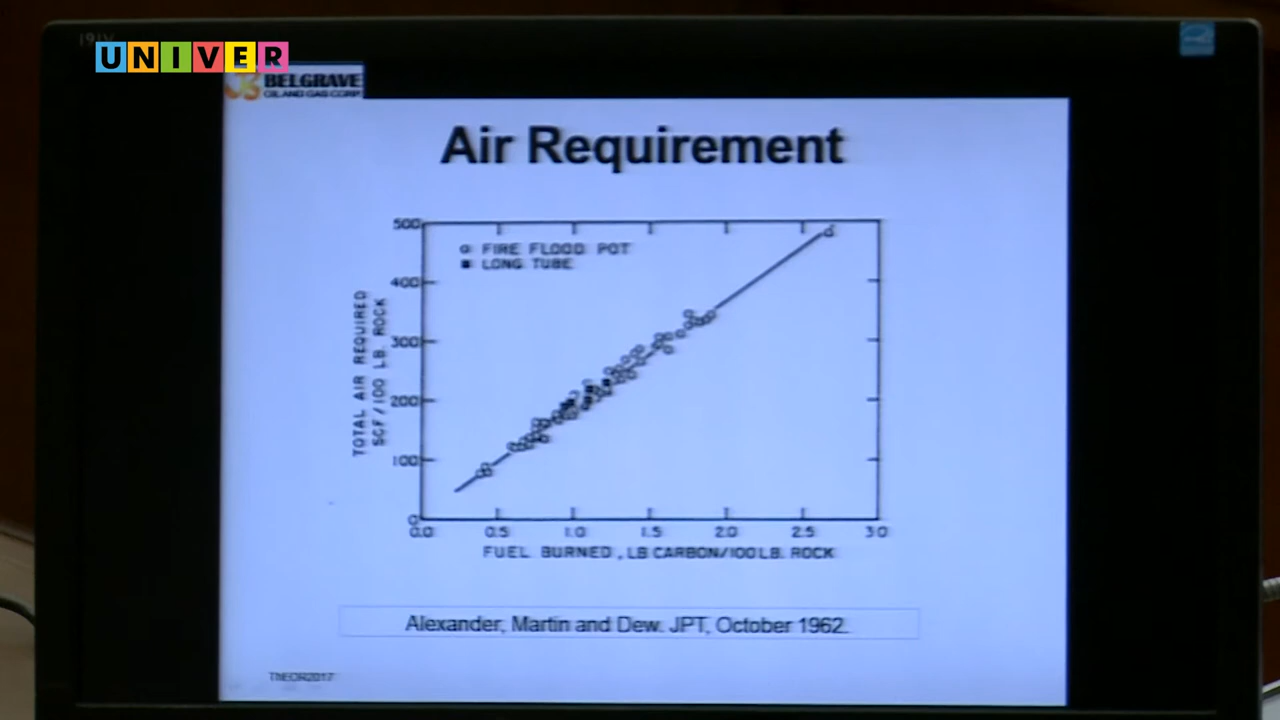 UNIVER
BELGRAVE
OIL AND GAS CORP.
Air Requirement
500
400
300
200
100
0
FIRE FLOOD POT
LONG TUBE
TOTAL AIR REQUIRED
SCF/100 LB. ROCK
0.0 0.5 1.0 1.5 2.0 2.5 3.0
FUEL BURNED, LB CARBON/100 LB. ROCK
Alexander, Martin and Dew. JPT, October 1962.
TNEOR2017